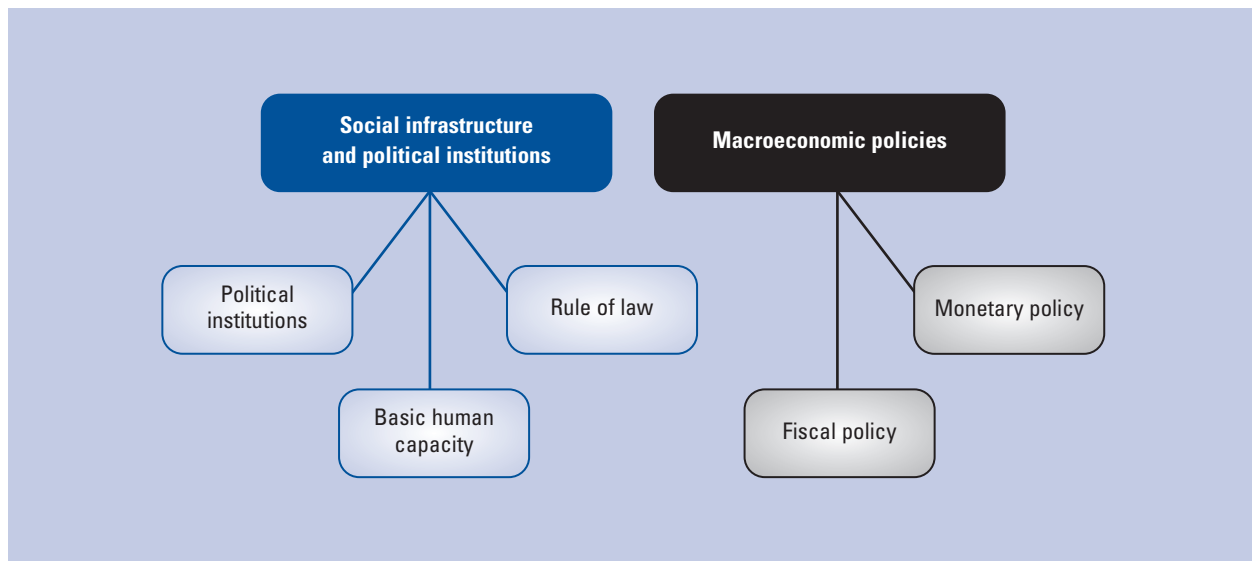 Social infrastructure
and political institutions
Macroeconomic policies
Political
institutions
Rule of law
Monetary policy
Basic human
capacity
Fiscal policy